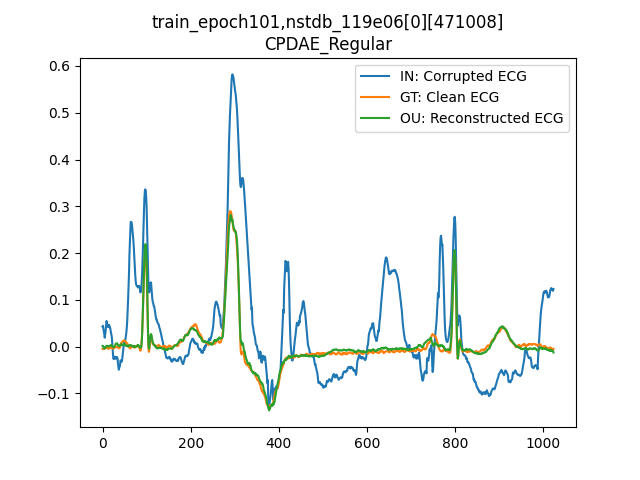 train_epoch101,nstdb_119e06[0][471008]
CPDAE_Regular
IN: Corrupted ECG
GT: Clean ECG
OU: Reconstructed ECG
0.6
0.5
0.4
0.3
0.2
0.1
0.0
−0.1
0 200 400 600 800 1000